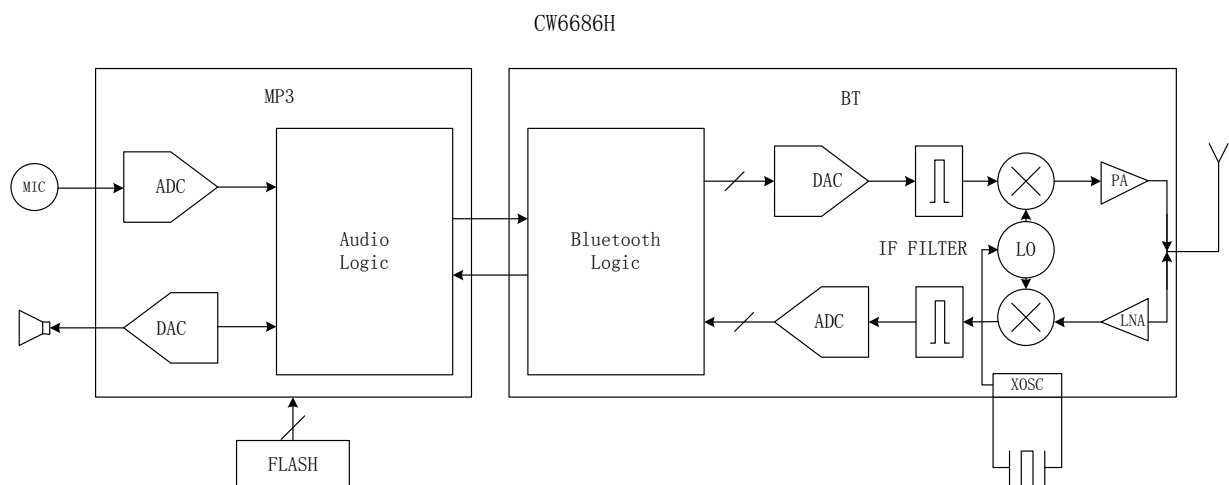 CW6686H
MP3
BT
MIC
ADC
DAC
Audio
Logic
FLASH
Bluetooth
Logic
DAC
PA
IF FILTER
LO
ADC
LNA
XOSC